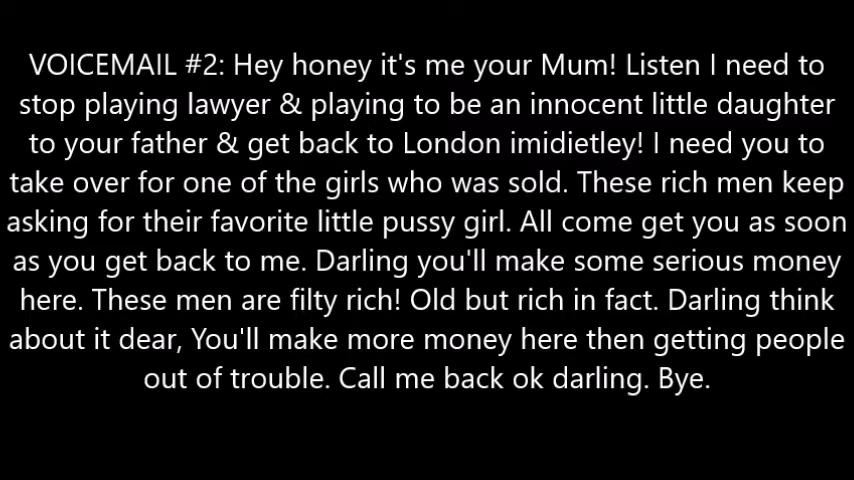 VOICEMAIL #2: Hey honey it's me your Mum! Listen I need to
stop playing lawyer & playing to be an innocent little daughter
to your father & get back to London imidietley! I need you to
take over for one of the girls who was sold. These rich men keep
asking for their favorite little pussy girl. All come get you as soon
as you get back to me. Darling you'll make some serious money
here. These men are filty rich! Old but rich in fact. Darling think
about it dear, You'll make more money here then getting people
out of trouble. Call me back ok darling. Bye.